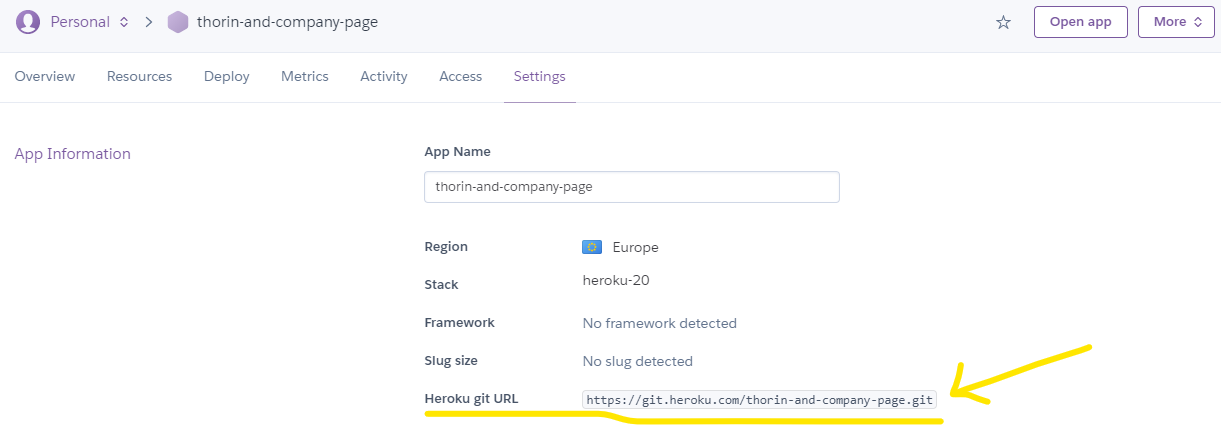 Personal thorin-and-company-page Open app More
Overview Resources Deploy Metrics Activity Access Settings
App Information
App Name
thorin-and-company-page
Region Europe
Stack heroku-20
Framework No framework detected
Slug size No slug detected
Heroku git URL https://git.heroku.com/thorin-and-company-page.git